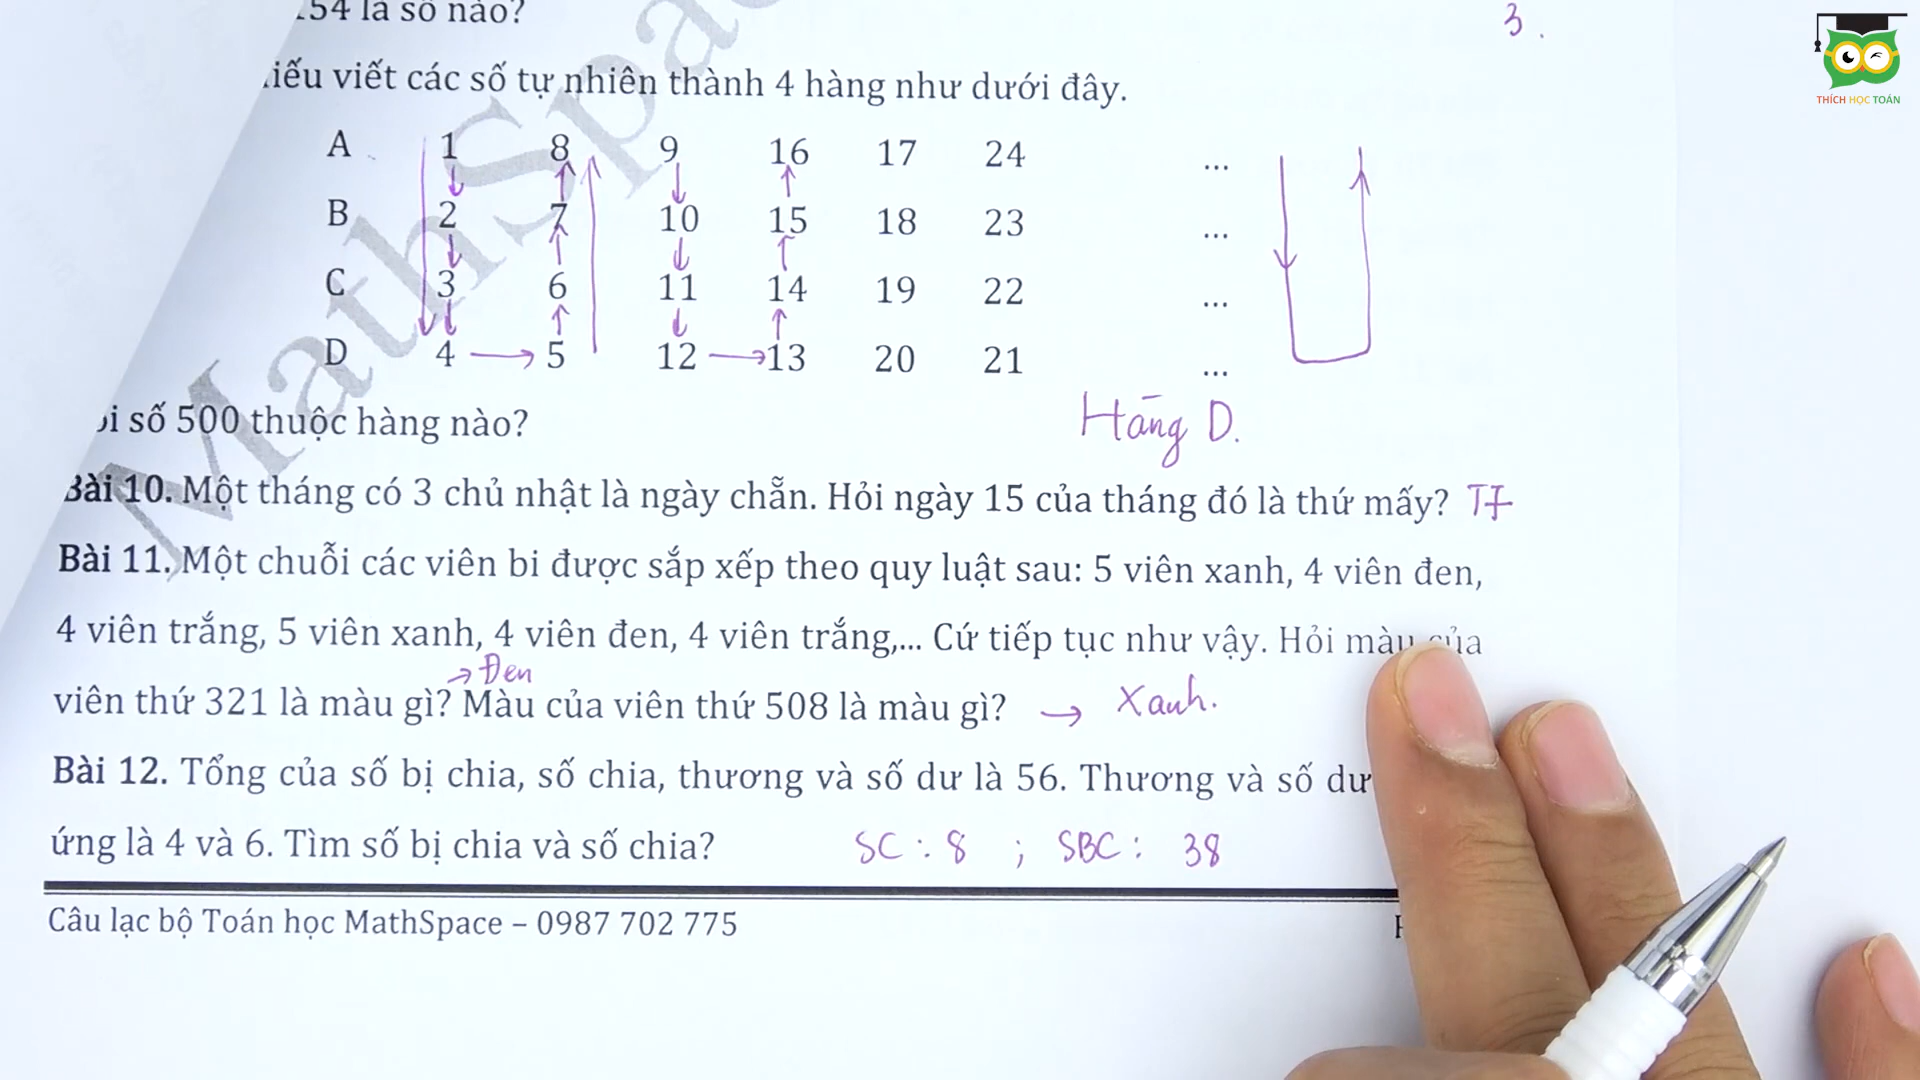 154 là số nào?
3.
THÍCH HỌC TOÁN
iếu viết các số tự nhiên thành 4 hàng như dưới đây.
A 1 8 9 16 17 24 ...
B 2 7 10 15 18 23 ...
C 3 6 11 14 19 22 ...
D 4 5 12 13 20 21 ...
ỏi số 500 thuộc hàng nào? Hàng D.
Bài 10. Một tháng có 3 chủ nhật là ngày chẵn. Hỏi ngày 15 của tháng đó là thứ mấy?
Bài 11. Một chuỗi các viên bi được sắp xếp theo quy luật sau: 5 viên xanh, 4 viên đen,
4 viên trắng, 5 viên xanh, 4 viên đen, 4 viên trắng,... Cứ tiếp tục như vậy. Hỏi màu của
→ Đen
viên thứ 321 là màu gì? Màu của viên thứ 508 là màu gì? → Xanh.
Bài 12. Tổng của số bị chia, số chia, thương và số dư là 56. Thương và số dư
ứng là 4 và 6. Tìm số bị chia và số chia? SC: 8 ; SBC: 38
Câu lạc bộ Toán học MathSpace – 0987 702 775
MathSpa